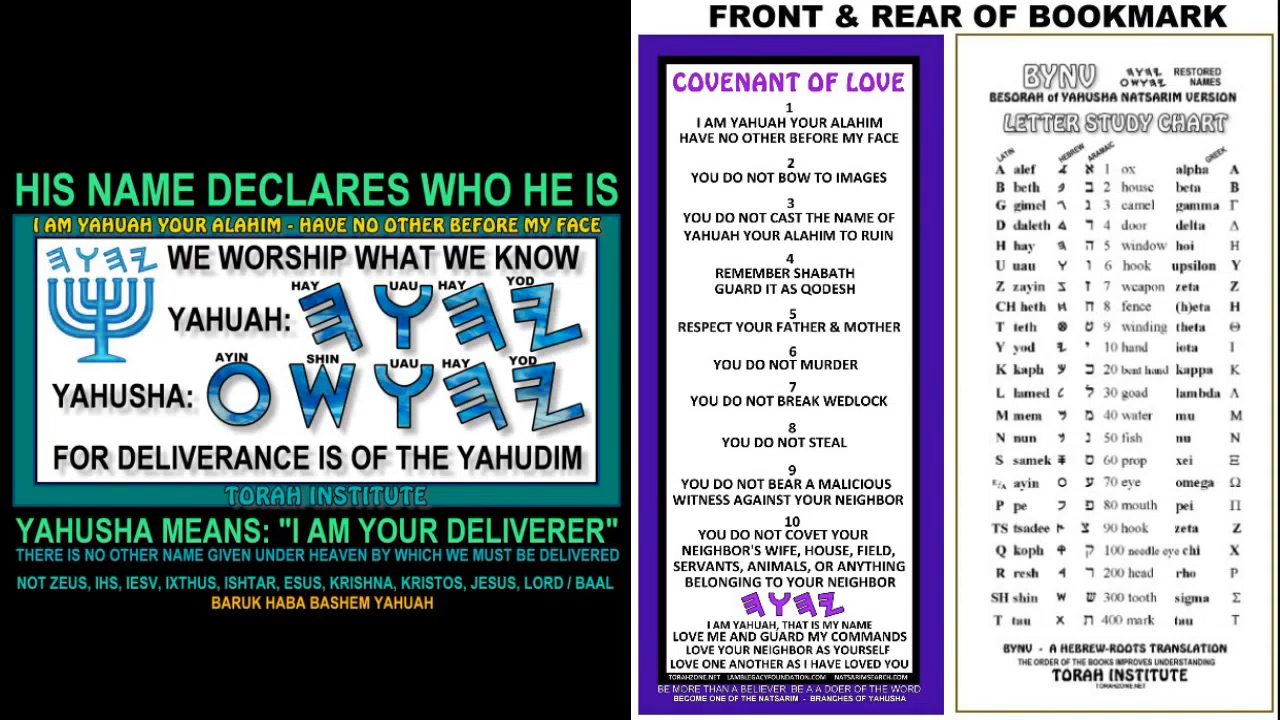 HIS NAME DECLARES WHO HE IS
I AM YAHUAH YOUR ALAHIM - HAVE NO OTHER BEFORE MY FACE
𐤄𐤅𐤄𐤉 WE WORSHIP WHAT WE KNOW
HAY UAU HAY YOD
YAHUAH: 𐤄𐤅𐤄𐤉
AYIN SHIN UAU HAY YOD
YAHUSHA: 𐤏𐤔𐤅𐤄𐤉
FOR DELIVERANCE IS OF THE YAHUDIM
TORAH INSTITUTE
YAHUSHA MEANS: "I AM YOUR DELIVERER"
THERE IS NO OTHER NAME GIVEN UNDER HEAVEN BY WHICH WE MUST BE DELIVERED
NOT ZEUS, IHS, IESV, IXTHUS, ISHTAR, ESUS, KRISHNA, KRISTOS, JESUS, LORD / BAAL
BARUK HABA BASHEM YAHUAH
FRONT & REAR OF BOOKMARK
COVENANT OF LOVE
1
I AM YAHUAH YOUR ALAHIM
HAVE NO OTHER BEFORE MY FACE
2
YOU DO NOT BOW TO IMAGES
3
YOU DO NOT CAST THE NAME OF
YAHUAH YOUR ALAHIM TO RUIN
4
REMEMBER SHABATH
GUARD IT AS QODESH
5
RESPECT YOUR FATHER & MOTHER
6
YOU DO NOT MURDER
7
YOU DO NOT BREAK WEDLOCK
8
YOU DO NOT STEAL
9
YOU DO NOT BEAR A MALICIOUS
WITNESS AGAINST YOUR NEIGHBOR
10
YOU DO NOT COVET YOUR
NEIGHBOR'S WIFE, HOUSE, FIELD,
SERVANTS, ANIMALS, OR ANYTHING
BELONGING TO YOUR NEIGHBOR
𐤄𐤅𐤄𐤉
I AM YAHUAH, THAT IS MY NAME
LOVE ME AND GUARD MY COMMANDS
LOVE YOUR NEIGHBOR AS YOURSELF
LOVE ONE ANOTHER AS I HAVE LOVED YOU
TORAHZONE.NET LAMBLEGACYFOUNDATION.COM NATSARIMSEARCH.COM
BE MORE THAN A BELIEVER, BE A A DOER OF THE WORD
BECOME ONE OF THE NATSARIM - BRANCHES OF YAHUSHA
BYNV 𐤄𐤅𐤄𐤉 RESTORED
𐤏𐤔𐤅𐤄𐤉 NAMES
BESORAH of YAHUSHA NATSARIM VERSION
LETTER STUDY CHART
LATIN HEBREW ARAMAIC GREEK
A alef 𐤀 א 1 ox alpha Α
B beth 𐤁 ב 2 house beta Β
G gimel 𐤂 ג 3 camel gamma Γ
D daleth 𐤃 ד 4 door delta Δ
H hay 𐤄 ה 5 window hoi H
U uau 𐤅 ו 6 hook upsilon Υ
Z zayin 𐤆 ז 7 weapon zeta Ζ
CH heth 𐤇 ח 8 fence (h)eta Η
T teth 𐤈 ט 9 winding theta Θ
Y yod 𐤉 י 10 hand iota Ι
K kaph 𐤊 כ 20 bent hand kappa Κ
L lamed 𐤋 ל 30 goad lambda Λ
M mem 𐤌 מ 40 water mu Μ
N nun 𐤍 נ 50 fish nu Ν
S samek 𐤎 ס 60 prop xei Ξ
E/A ayin 𐤏 ע 70 eye omega Ω
P pe 𐤐 פ 80 mouth pei Π
TS tsadee 𐤑 צ 90 hook zeta Ζ
Q koph 𐤒 ק 100 needle eye chi Χ
R resh 𐤓 ר 200 head rho Ρ
SH shin 𐤔 ש 300 tooth sigma Σ
T tau 𐤕 ת 400 mark tau Τ
BYNV - A HEBREW-ROOTS TRANSLATION
THE ORDER OF THE BOOKS IMPROVES UNDERSTANDING
TORAH INSTITUTE
TORAHZONE.NET